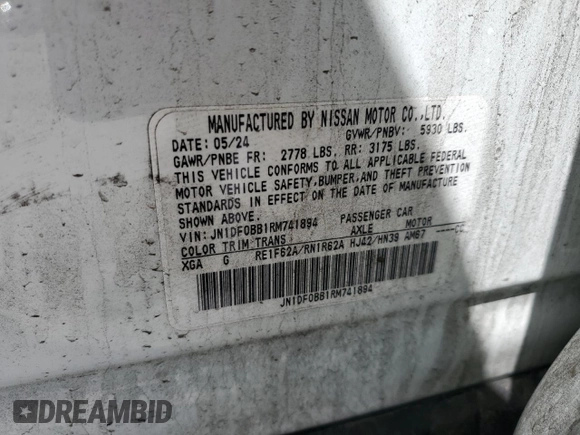 MANUFACTURED BY NISSAN MOTOR CO.,LTD.
DATE: 05/24 GVWR/PNBV: 5930 LBS.
GAWR/PNBE FR: 2778 LBS. RR: 3175 LBS.
THIS VEHICLE CONFORMS TO ALL APPLICABLE FEDERAL
MOTOR VEHICLE SAFETY,BUMPER,AND THEFT PREVENTION
STANDARDS IN EFFECT ON THE DATE OF MANUFACTURE
SHOWN ABOVE.
VIN: JN1DF0BB1RM741894 PASSENGER CAR
COLOR TRIM TRANS AXLE MOTOR
XGA G RE1F62A/RN1R62A HJ42/HN39 AM67 ----CC
JN1DF0BB1RM741894
DREAMBID